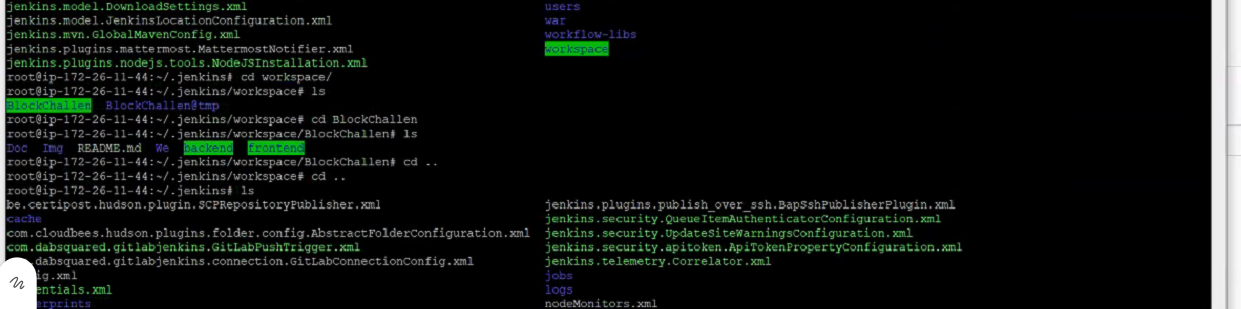 jenkins.model.DownloadSettings.xml users
jenkins.model.JenkinsLocationConfiguration.xml war
jenkins.mvn.GlobalMavenConfig.xml workflow-libs
jenkins.plugins.mattermost.MattermostNotifier.xml workspace
jenkins.plugins.nodejs.tools.NodeJSInstallation.xml
root@ip-172-26-11-44:~/.jenkins# cd workspace/
root@ip-172-26-11-44:~/.jenkins/workspace# ls
BlockChallen BlockChallen@tmp
root@ip-172-26-11-44:~/.jenkins/workspace# cd BlockChallen
root@ip-172-26-11-44:~/.jenkins/workspace/BlockChallen# ls
Doc Img README.md We backend frontend
root@ip-172-26-11-44:~/.jenkins/workspace/BlockChallen# cd ..
root@ip-172-26-11-44:~/.jenkins/workspace# cd ..
root@ip-172-26-11-44:~/.jenkins# ls
be.certipost.hudson.plugin.SCPRepositoryPublisher.xml jenkins.plugins.publish_over_ssh.BapSshPublisherPlugin.xml
cache jenkins.security.QueueItemAuthenticatorConfiguration.xml
com.cloudbees.hudson.plugins.folder.config.AbstractFolderConfiguration.xml jenkins.security.UpdateSiteWarningsConfiguration.xml
com.dabsquared.gitlabjenkins.GitLabPushTrigger.xml jenkins.security.apitoken.ApiTokenPropertyConfiguration.xml
.dabsquared.gitlabjenkins.connection.GitLabConnectionConfig.xml jenkins.telemetry.Correlator.xml
ig.xml jobs
entials.xml logs
erprints nodeMonitors.xml